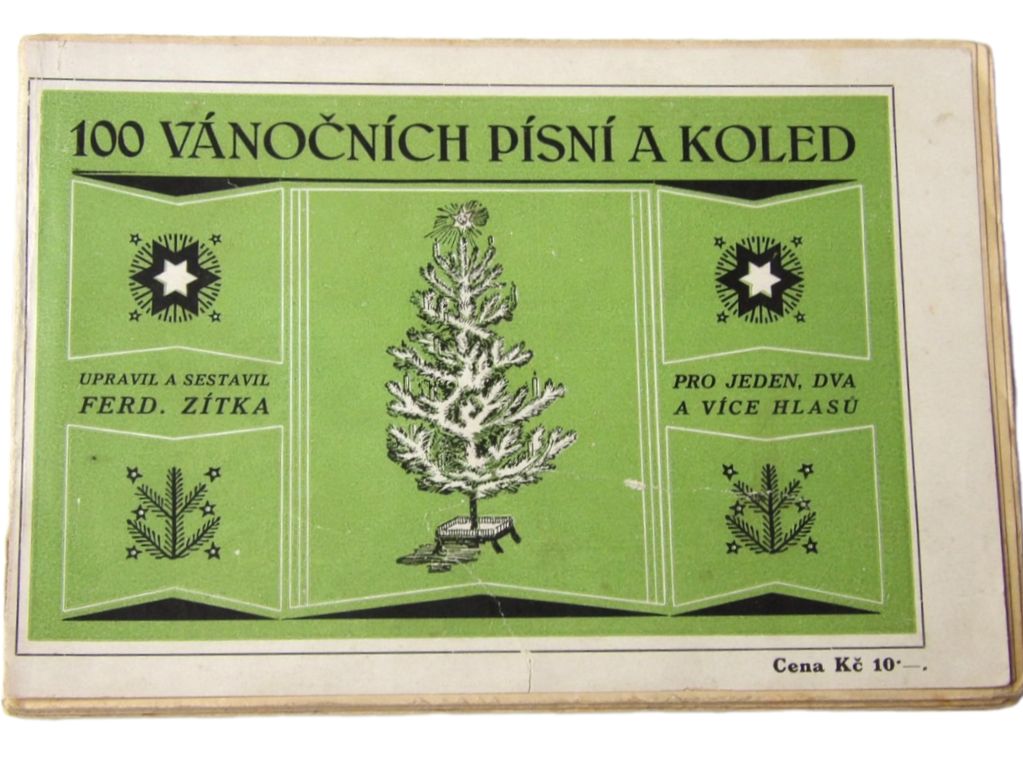 100 VÁNOČNÍCH PÍSNÍ A KOLED
UPRAVIL A SESTAVIL
FERD. ZÍTKA
PRO JEDEN, DVA
A VÍCE HLASŮ
Cena Kč 10·—.